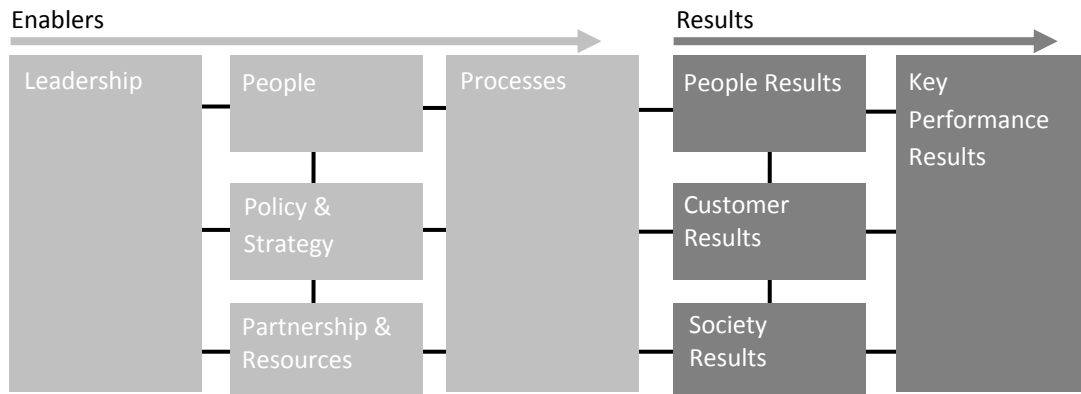 Enablers
Results
Leadership
People
Processes
People Results
Key
Performance
Results
Policy &
Strategy
Customer
Results
Partnership &
Resources
Society
Results